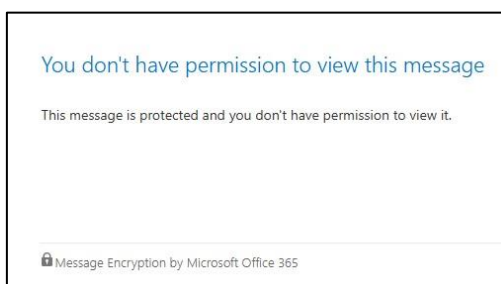 You don't have permission to view this message
This message is protected and you don't have permission to view it.
Message Encryption by Microsoft Office 365